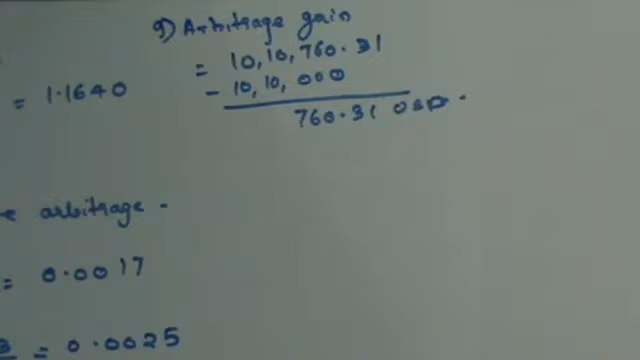 9) Arbitrage gain
= 10,10,760.31
- 10,10,000
760.31 USD.
= 1.1640
e arbitrage.
= 0.0017
= 0.0025